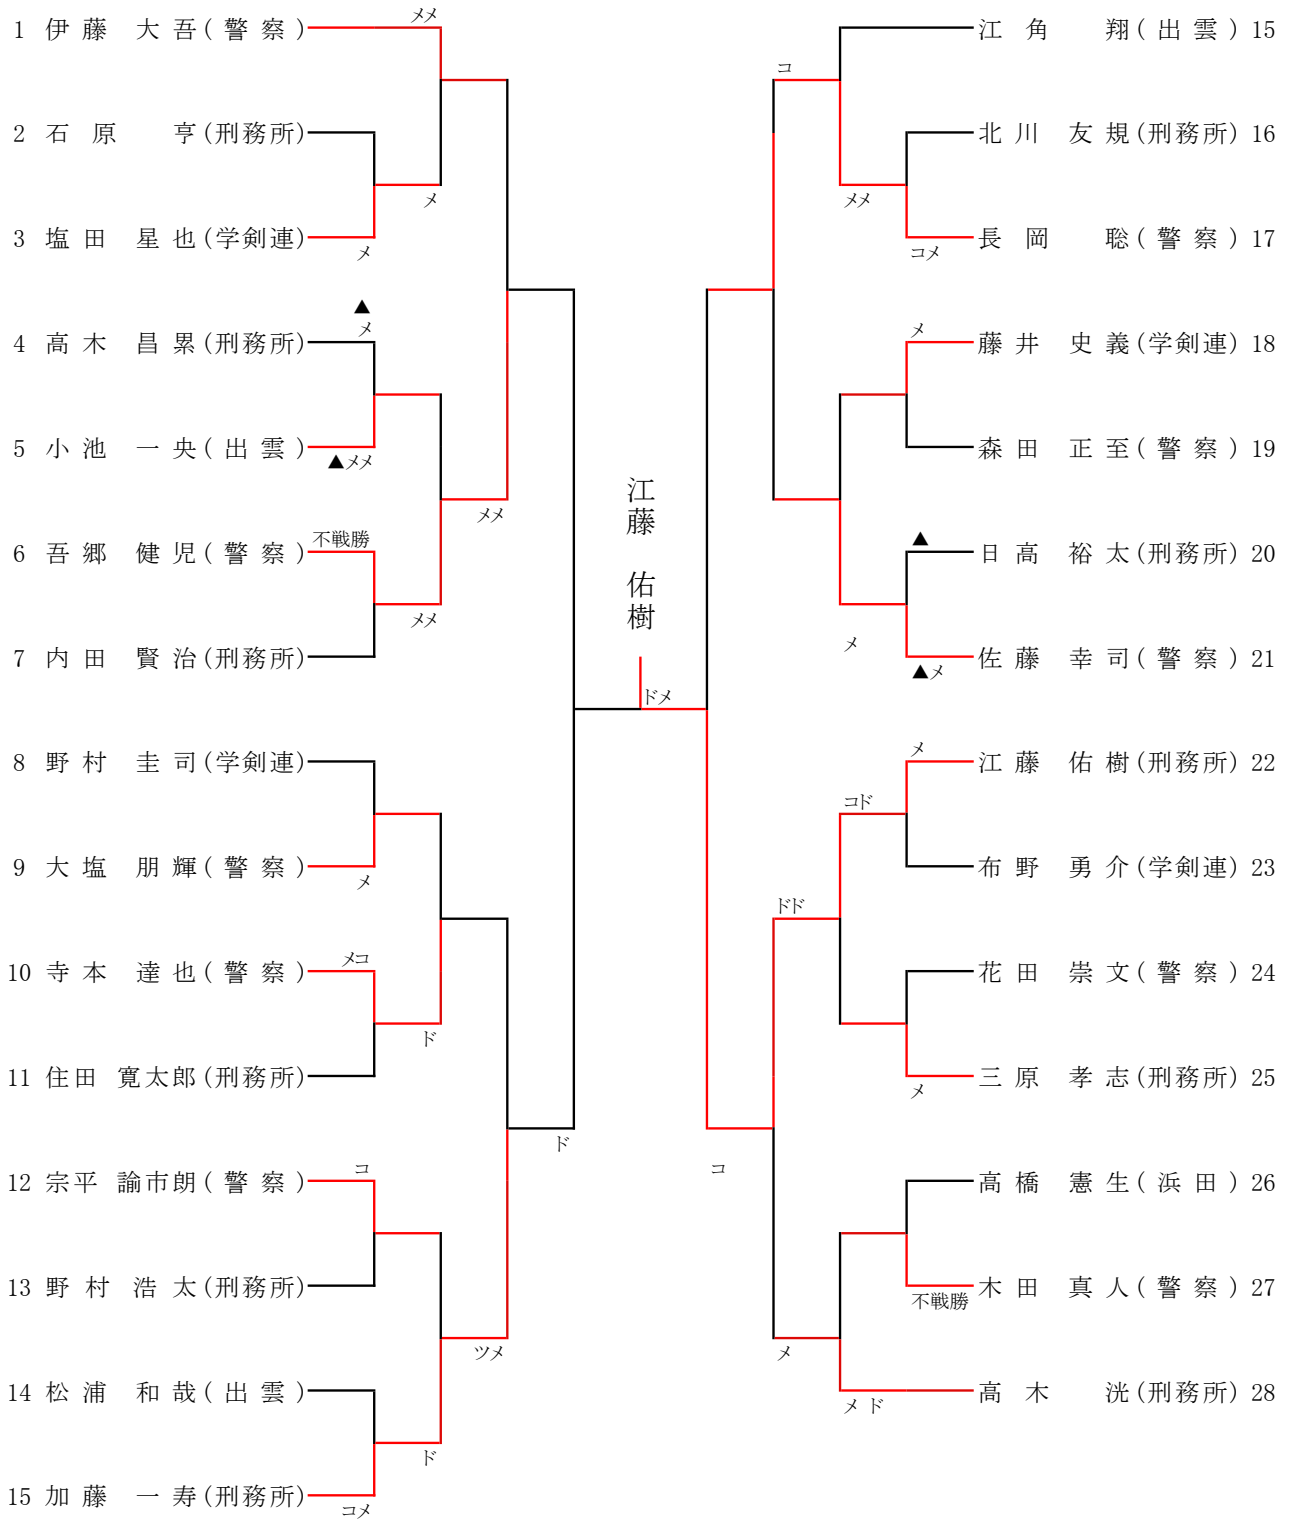 メメ
1 伊藤 大吾(警察)
2 石原 亨(刑務所)
メ
3 塩田 星也(学剣連)
メ
▲
メ
4 高木 昌累(刑務所)
5 小池 一央(出雲)
▲メメ
メメ
不戦勝
6 吾郷 健児(警察)
メメ
7 内田 賢治(刑務所)
8 野村 圭司(学剣連)
9 大塩 朋輝(警察)
メ
メコ
10 寺本 達也(警察)
ド
11 住田 寛太郎(刑務所)
ド
コ
12 宗平 諭市朗(警察)
13 野村 浩太(刑務所)
ツメ
14 松浦 和哉(出雲)
ド
15 加藤 一寿(刑務所)
コメ
江藤 佑樹
ドメ
江角 翔(出雲) 15
コ
北川 友規(刑務所) 16
メメ
長岡 聡(警察) 17
コメ
メ
藤井 史義(学剣連) 18
森田 正至(警察) 19
▲
日高 裕太(刑務所) 20
メ
佐藤 幸司(警察) 21
▲メ
メ
江藤 佑樹(刑務所) 22
コド
布野 勇介(学剣連) 23
ドド
花田 崇文(警察) 24
三原 孝志(刑務所) 25
メ
コ
高橋 憲生(浜田) 26
木田 真人(警察) 27
不戦勝
メ
高木 洸(刑務所) 28
メド